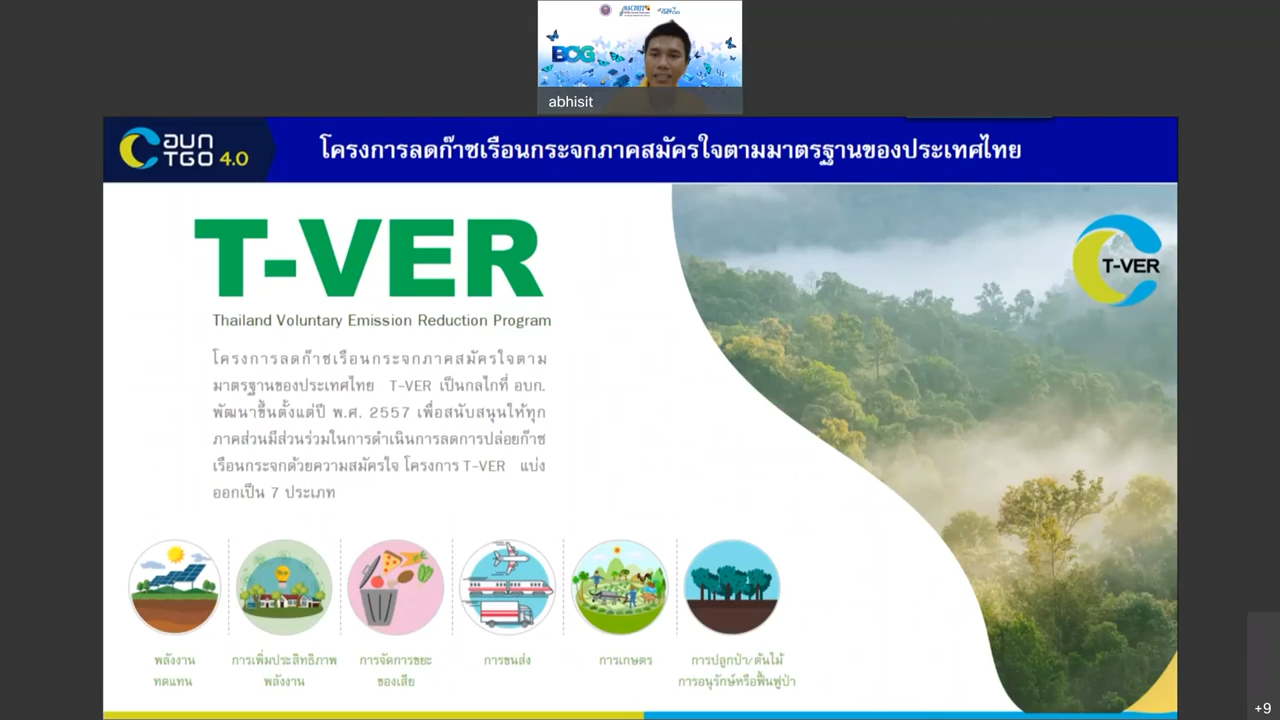 NAC2022
BCG
abhisit
อบก
TGO 4.0
โครงการลดก๊าซเรือนกระจกภาคสมัครใจตามมาตรฐานของประเทศไทย
T-VER
T-VER
Thailand Voluntary Emission Reduction Program
โครงการลดก๊าซเรือนกระจกภาคสมัครใจตาม
มาตรฐานของประเทศไทย T-VER เป็นกลไกที่ อบก.
พัฒนาขึ้นตั้งแต่ปี พ.ศ. 2557 เพื่อสนับสนุนให้ทุก
ภาคส่วนมีส่วนร่วมในการดำเนินการลดการปล่อยก๊าซ
เรือนกระจกด้วยความสมัครใจ โครงการ T-VER แบ่ง
ออกเป็น 7 ประเภท
พลังงาน
ทดแทน
การเพิ่มประสิทธิภาพ
พลังงาน
การจัดการขยะ
ของเสีย
การขนส่ง
การเกษตร
การปลูกป่า/ต้นไม้
การอนุรักษ์หรือฟื้นฟูป่า
+9